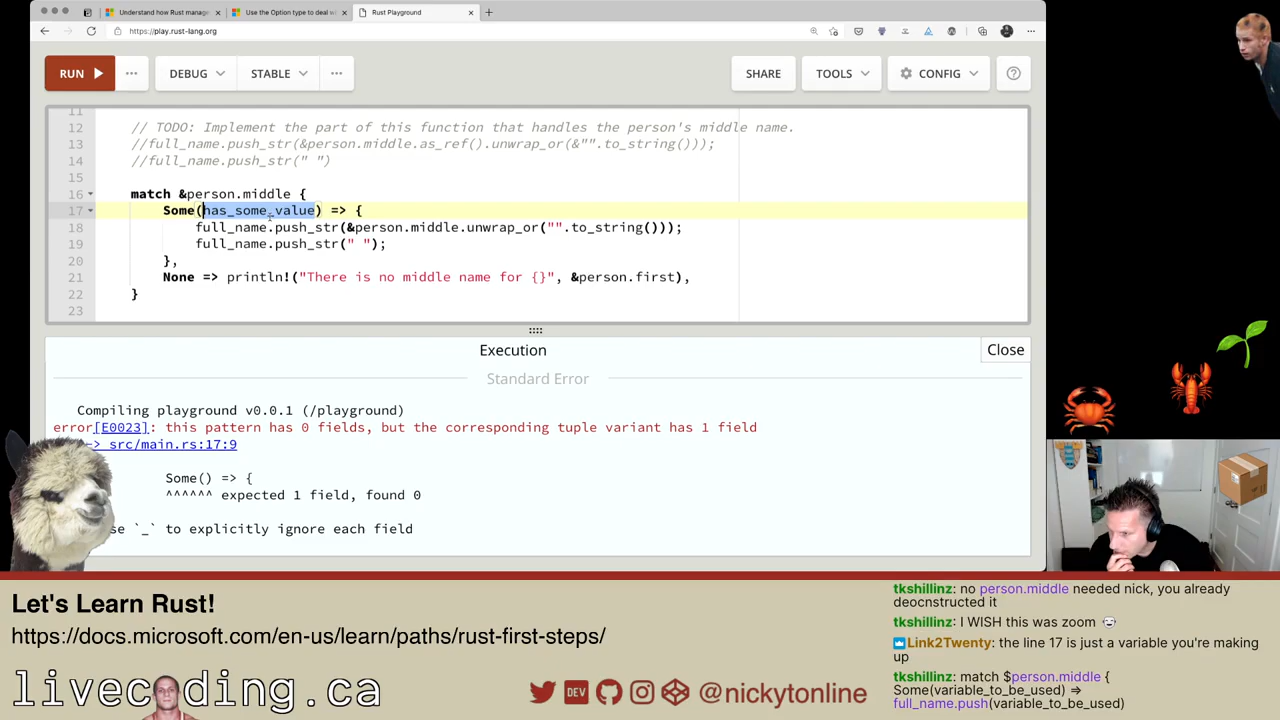 Understand how Rust manage
Use the Option type to deal wi
Rust Playground
https://play.rust-lang.org
RUN
DEBUG
STABLE
SHARE
TOOLS
CONFIG
11
12 // TODO: Implement the part of this function that handles the person's middle name.
13 //full_name.push_str(&person.middle.as_ref().unwrap_or(&"".to_string()));
14 //full_name.push_str(" ")
15
16 match &person.middle {
17 Some(has_some_value) => {
18 full_name.push_str(&person.middle.unwrap_or("".to_string()));
19 full_name.push_str(" ");
20 },
21 None => println!("There is no middle name for {}", &person.first),
22 }
23
Execution
Close
Standard Error
Compiling playground v0.0.1 (/playground)
error[E0023]: this pattern has 0 fields, but the corresponding tuple variant has 1 field
--> src/main.rs:17:9
Some() => {
^^^^^^ expected 1 field, found 0
`_` to explicitly ignore each field
Let's Learn Rust!
https://docs.microsoft.com/en-us/learn/paths/rust-first-steps/
livecoding.ca
DEV
@nickytonline
tkshillinz: no person.middle needed nick, you already
deocnstructed it
tkshillinz: I WISH this was zoom
Link2Twenty: the line 17 is just a variable you're making
up
tkshillinz: match $person.middle {
Some(variable_to_be_used) =>
full_name.push(variable_to_be_used)